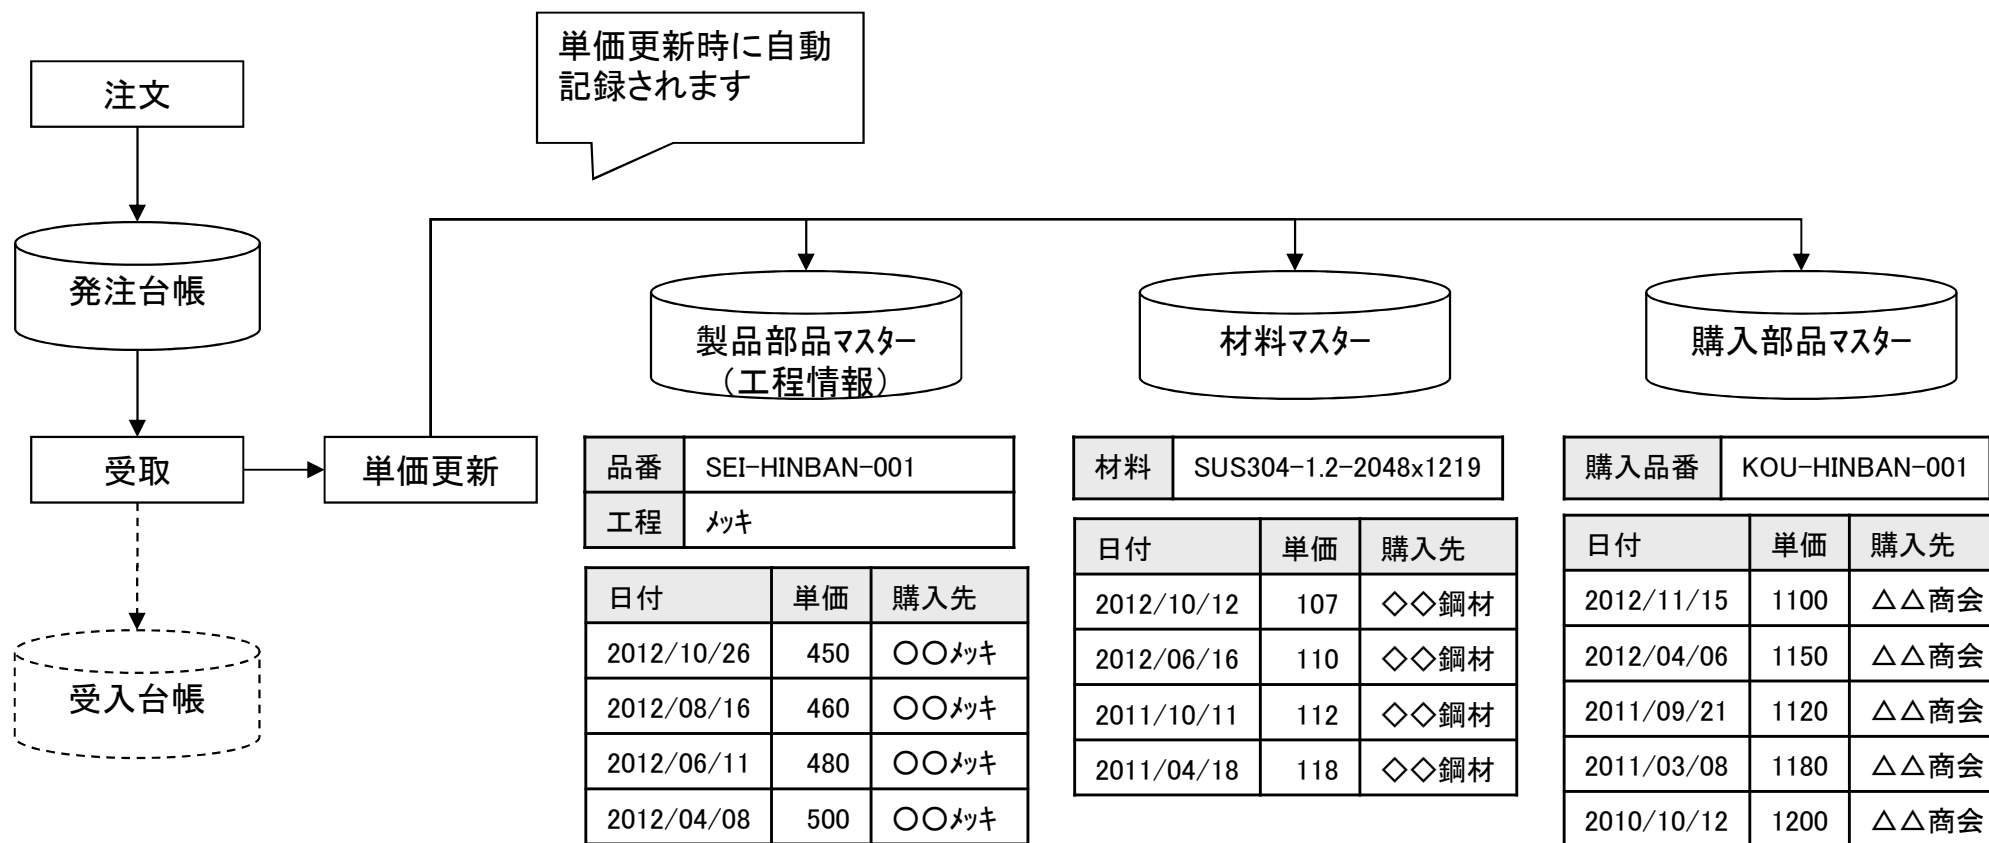 単価更新時に自動
記録されます
注文
発注台帳
受取
単価更新
受入台帳
製品部品ﾏｽﾀｰ
（工程情報）
材料ﾏｽﾀｰ
購入部品ﾏｽﾀｰ
品番 SEI-HINBAN-001
工程 ﾒｯｷ
日付 単価 購入先
2012/10/26 450 〇〇ﾒｯｷ
2012/08/16 460 〇〇ﾒｯｷ
2012/06/11 480 〇〇ﾒｯｷ
2012/04/08 500 〇〇ﾒｯｷ
材料 SUS304-1.2-2048x1219
日付 単価 購入先
2012/10/12 107 ◇◇鋼材
2012/06/16 110 ◇◇鋼材
2011/10/11 112 ◇◇鋼材
2011/04/18 118 ◇◇鋼材
購入品番 KOU-HINBAN-001
日付 単価 購入先
2012/11/15 1100 △△商会
2012/04/06 1150 △△商会
2011/09/21 1120 △△商会
2011/03/08 1180 △△商会
2010/10/12 1200 △△商会